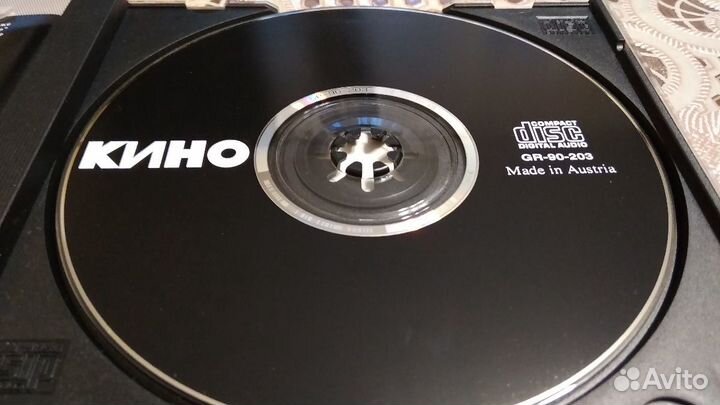 КИНО
COMPACT
disc
DIGITAL AUDIO
GR-90-203
Made in Austria
Avito